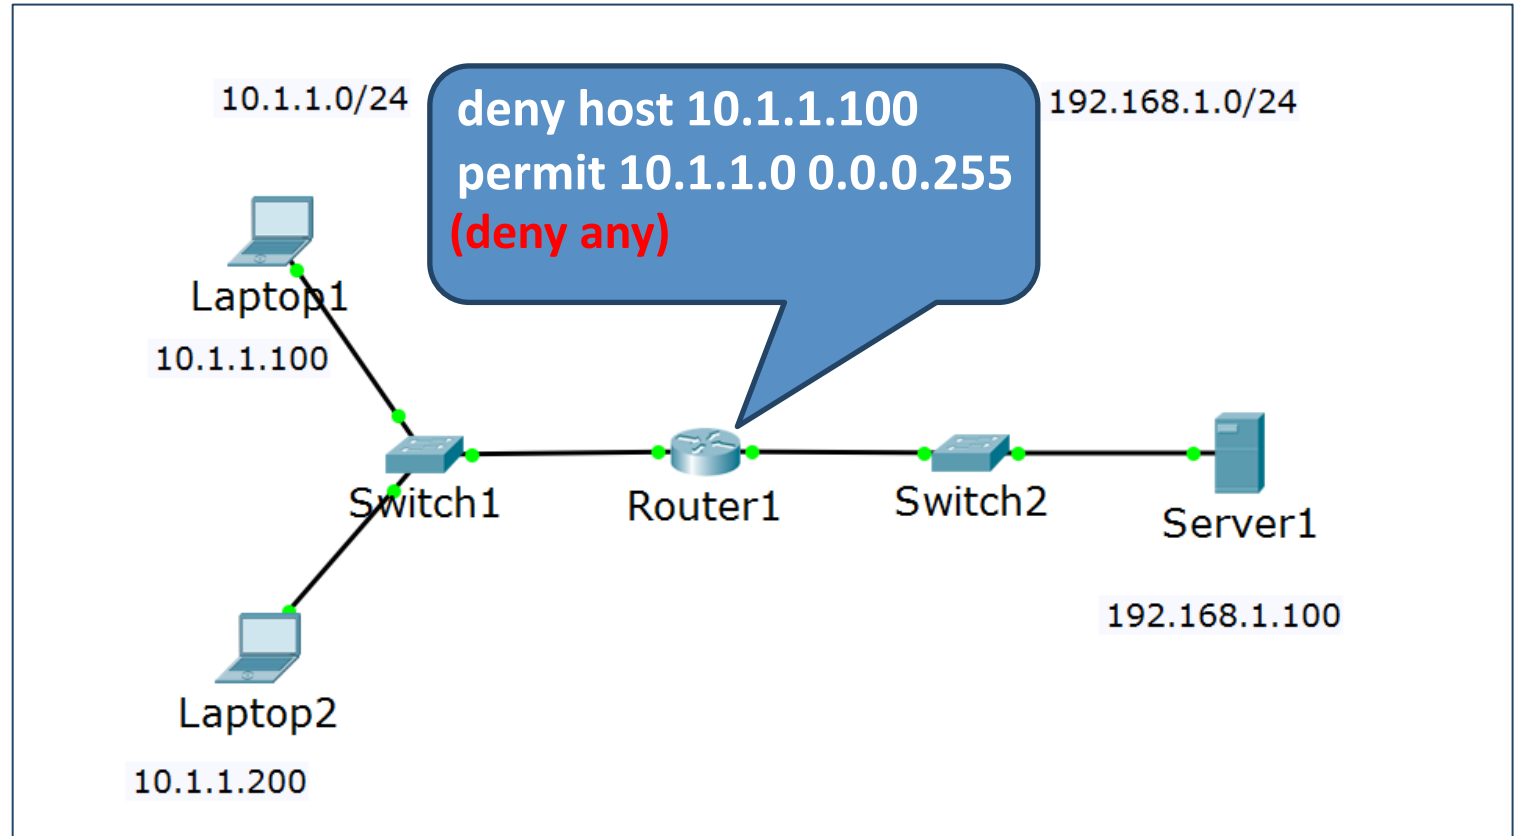 10.1.1.0/24
deny host 10.1.1.100
permit 10.1.1.0 0.0.0.255
(deny any)
192.168.1.0/24
Laptop1
10.1.1.100
Switch1
Router1
Switch2
Server1
192.168.1.100
Laptop2
10.1.1.200